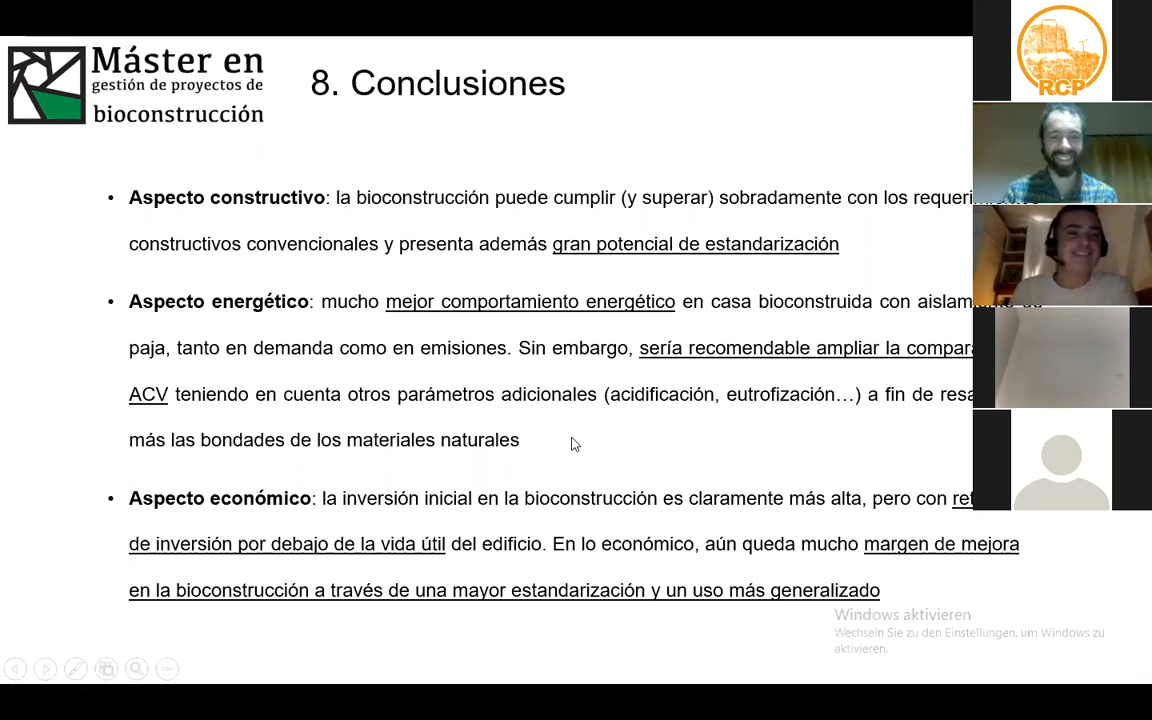 Máster en
gestión de proyectos de
bioconstrucción
8. Conclusiones
RCP
• Aspecto constructivo: la bioconstrucción puede cumplir (y superar) sobradamente con los
constructivos convencionales y presenta además gran potencial de estandarización
• Aspecto energético: mucho mejor comportamiento energético en casa bioconstruida con
paja, tanto en demanda como en emisiones. Sin embargo, sería recomendable ampliar la
ACV teniendo en cuenta otros parámetros adicionales (acidificación, eutrofización…) a fin de
más las bondades de los materiales naturales
• Aspecto económico: la inversión inicial en la bioconstrucción es claramente más alta, pero con
de inversión por debajo de la vida útil del edificio. En lo económico, aún queda mucho margen de mejora
en la bioconstrucción a través de una mayor estandarización y un uso más generalizado
Windows aktivieren
Wechseln Sie zu den Einstellungen, um Windows zu
aktivieren.